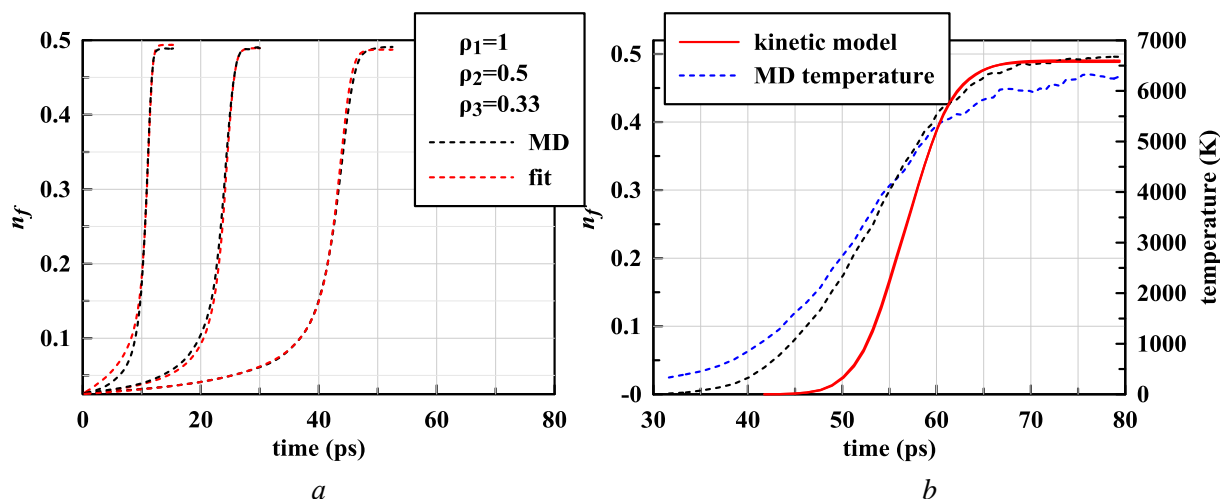 0.5
0.4
0.3
0.2
0.1
n_f
0
20
40
60
80
time (ps)
ρ₁=1
ρ₂=0.5
ρ₃=0.33
MD
fit
a
kinetic model
MD temperature
0.5
0.4
0.3
0.2
0.1
-0
n_f
30
40
50
60
70
80
time (ps)
7000
6000
5000
4000
3000
2000
1000
0
temperature (K)
b